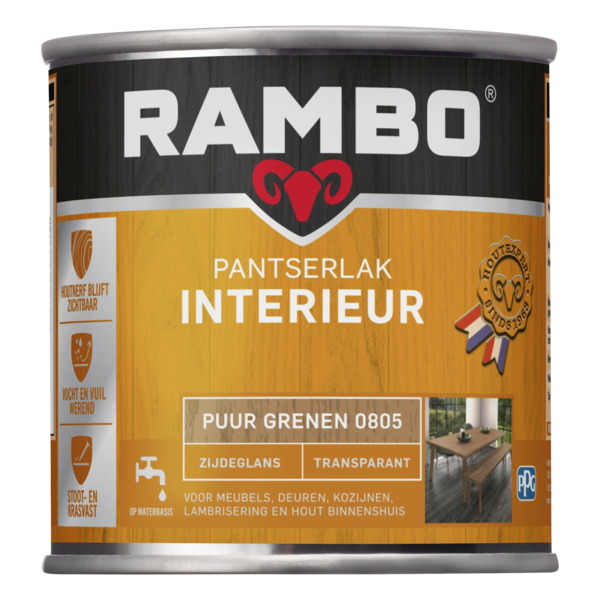 RAMBO®
PANTSERLAK
INTERIEUR
HOUTEXPERT
SINDS 1968
HOUTNERF BLIJFT
ZICHTBAAR
VOCHT EN VUIL
WEREND
STOOT- EN
KRASVAST
PUUR GRENEN 0805
ZIJDEGLANS
TRANSPARANT
OP WATERBASIS
VOOR MEUBELS, DEUREN, KOZIJNEN,
LAMBRISERING EN HOUT BINNENSHUIS
PPG